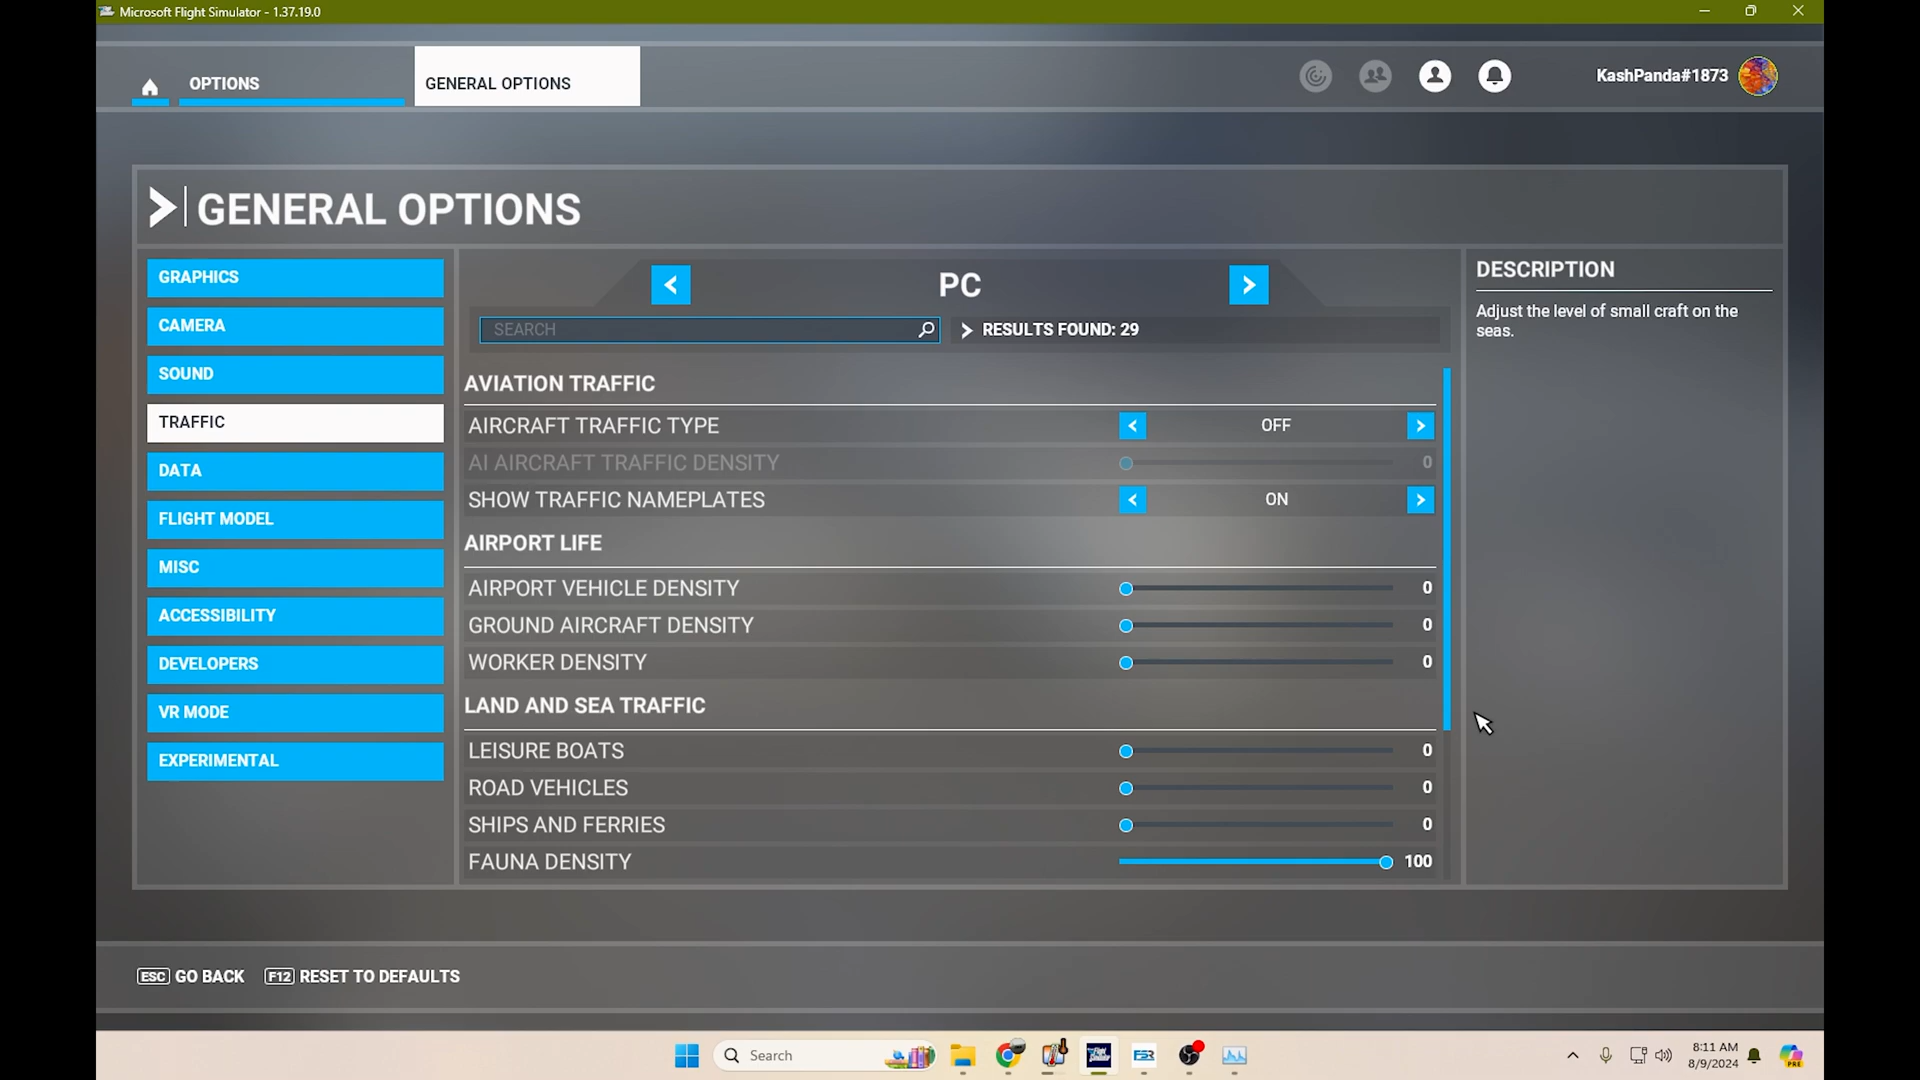 Microsoft Flight Simulator - 1.37.19.0
OPTIONS
GENERAL OPTIONS
KashPanda#1873
GENERAL OPTIONS
GRAPHICS
CAMERA
SOUND
TRAFFIC
DATA
FLIGHT MODEL
MISC
ACCESSIBILITY
DEVELOPERS
VR MODE
EXPERIMENTAL
PC
SEARCH
RESULTS FOUND: 29
AVIATION TRAFFIC
AIRCRAFT TRAFFIC TYPE OFF
AI AIRCRAFT TRAFFIC DENSITY 0
SHOW TRAFFIC NAMEPLATES ON
AIRPORT LIFE
AIRPORT VEHICLE DENSITY 0
GROUND AIRCRAFT DENSITY 0
WORKER DENSITY 0
LAND AND SEA TRAFFIC
LEISURE BOATS 0
ROAD VEHICLES 0
SHIPS AND FERRIES 0
FAUNA DENSITY 100
DESCRIPTION
Adjust the level of small craft on the
seas.
ESC GO BACK F12 RESET TO DEFAULTS
Search
FSR
8:11 AM
8/9/2024
PRE